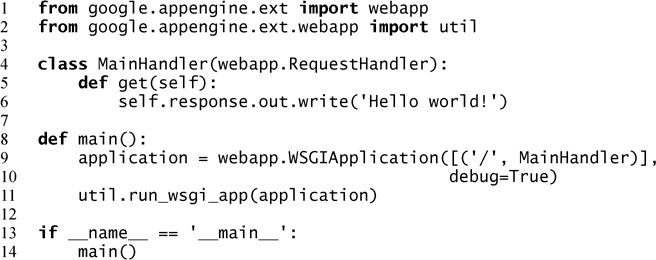 1 from google.appengine.ext import webapp
2 from google.appengine.ext.webapp import util
3
4 class MainHandler(webapp.RequestHandler):
5     def get(self):
6         self.response.out.write('Hello world!')
7
8 def main():
9     application = webapp.WSGIApplication([('/', MainHandler)],
10                                          debug=True)
11     util.run_wsgi_app(application)
12
13 if __name__ == '__main__':
14     main()